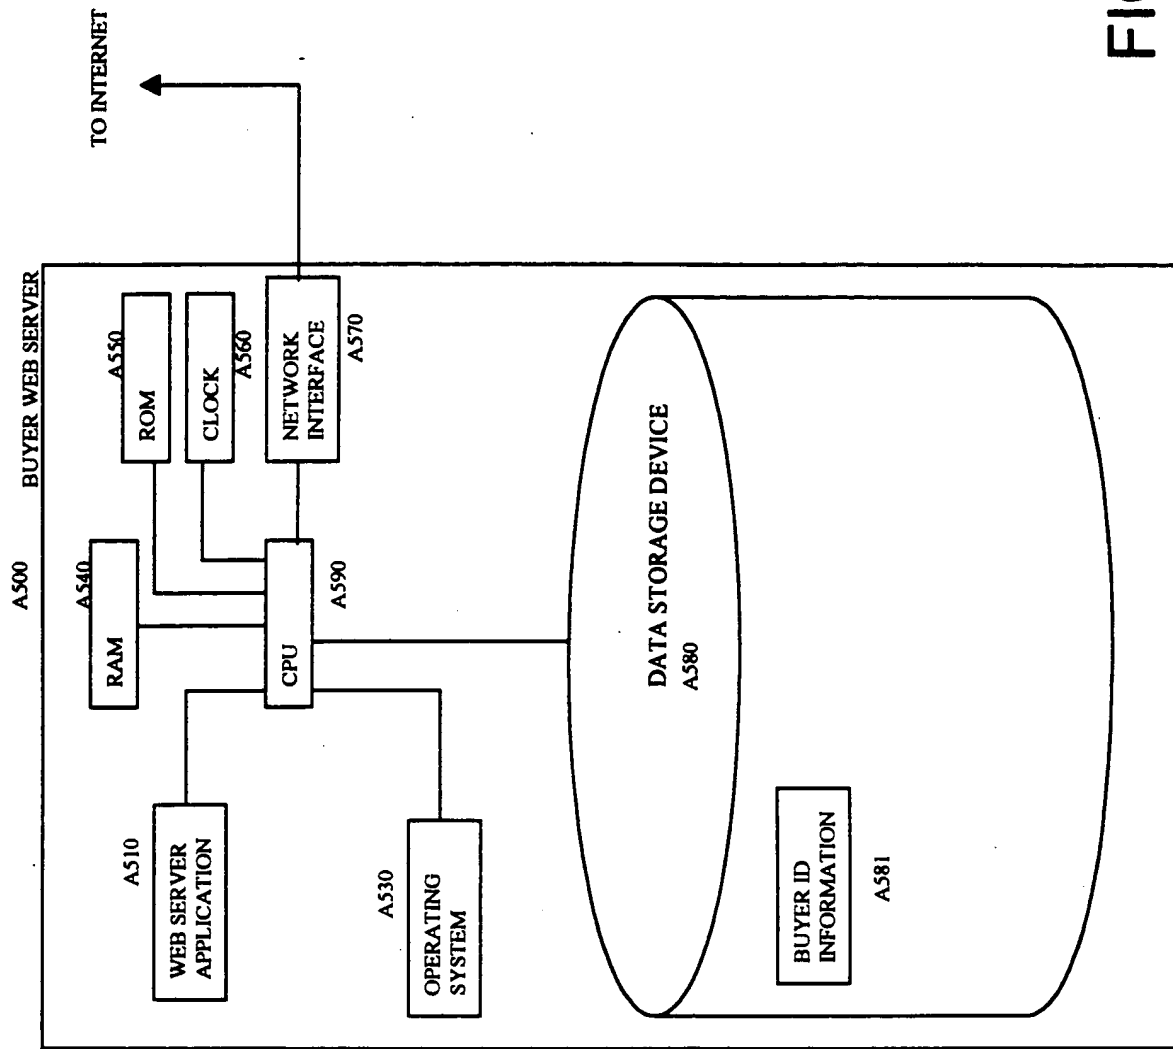 A500
BUYER WEB SERVER
TO INTERNET
A510
WEB SERVER
APPLICATION
A540
RAM
A550
ROM
CLOCK
A560
CPU
A590
NETWORK
INTERFACE
A570
A530
OPERATING
SYSTEM
DATA STORAGE DEVICE
A580
BUYER ID
INFORMATION
A581
FIG